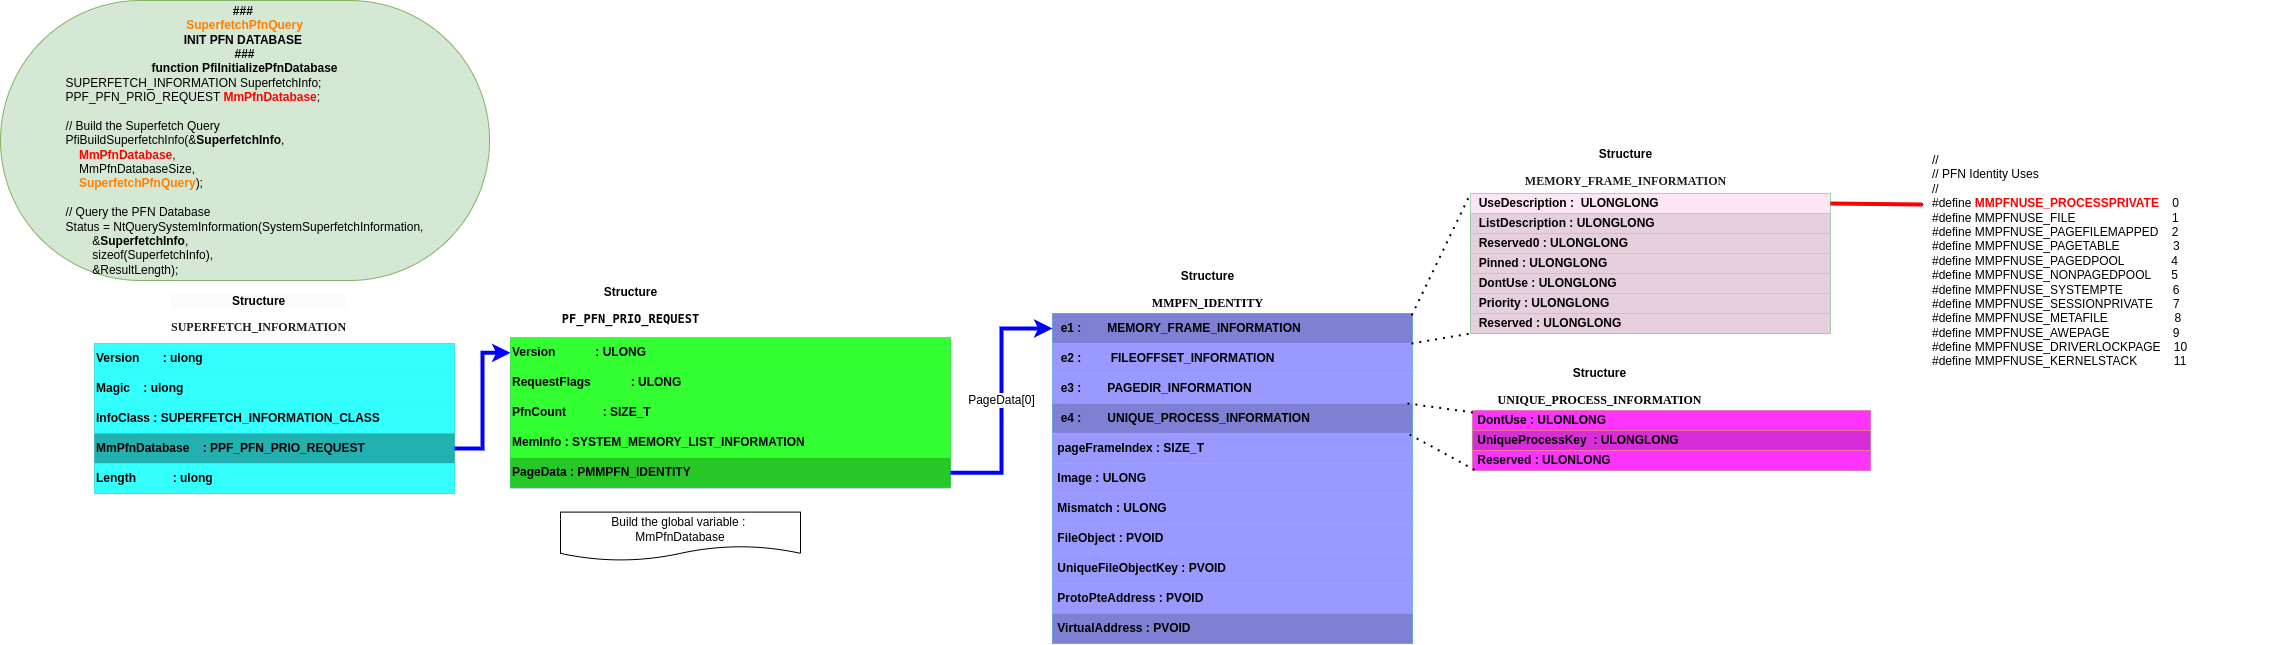 ###
SuperfetchPfnQuery
INIT PFN DATABASE
###
function PfiInitializePfnDatabase
SUPERFETCH_INFORMATION SuperfetchInfo;
PPF_PFN_PRIO_REQUEST MmPfnDatabase;
// Build the Superfetch Query
PfiBuildSuperfetchInfo(&SuperfetchInfo,
MmPfnDatabase,
MmPfnDatabaseSize,
SuperfetchPfnQuery);
// Query the PFN Database
Status = NtQuerySystemInformation(SystemSuperfetchInformation,
&SuperfetchInfo,
sizeof(SuperfetchInfo),
&ResultLength);
Structure
SUPERFETCH_INFORMATION
Version : ulong
Magic : ulong
InfoClass : SUPERFETCH_INFORMATION_CLASS
MmPfnDatabase : PPF_PFN_PRIO_REQUEST
Length : ulong
Structure
PF_PFN_PRIO_REQUEST
Version : ULONG
RequestFlags : ULONG
PfnCount : SIZE_T
MemInfo : SYSTEM_MEMORY_LIST_INFORMATION
PageData : PMMPFN_IDENTITY
Build the global variable :
MmPfnDatabase
PageData[0]
Structure
MMPFN_IDENTITY
e1 : MEMORY_FRAME_INFORMATION
e2 : FILEOFFSET_INFORMATION
e3 : PAGEDIR_INFORMATION
e4 : UNIQUE_PROCESS_INFORMATION
pageFrameIndex : SIZE_T
Image : ULONG
Mismatch : ULONG
FileObject : PVOID
UniqueFileObjectKey : PVOID
ProtoPteAddress : PVOID
VirtualAddress : PVOID
Structure
MEMORY_FRAME_INFORMATION
UseDescription : ULONGLONG
ListDescription : ULONGLONG
Reserved0 : ULONGLONG
Pinned : ULONGLONG
DontUse : ULONGLONG
Priority : ULONGLONG
Reserved : ULONGLONG
Structure
UNIQUE_PROCESS_INFORMATION
DontUse : ULONLONG
UniqueProcessKey : ULONGLONG
Reserved : ULONLONG
//
// PFN Identity Uses
//
#define MMPFNUSE_PROCESSPRIVATE 0
#define MMPFNUSE_FILE 1
#define MMPFNUSE_PAGEFILEMAPPED 2
#define MMPFNUSE_PAGETABLE 3
#define MMPFNUSE_PAGEDPOOL 4
#define MMPFNUSE_NONPAGEDPOOL 5
#define MMPFNUSE_SYSTEMPTE 6
#define MMPFNUSE_SESSIONPRIVATE 7
#define MMPFNUSE_METAFILE 8
#define MMPFNUSE_AWEPAGE 9
#define MMPFNUSE_DRIVERLOCKPAGE 10
#define MMPFNUSE_KERNELSTACK 11